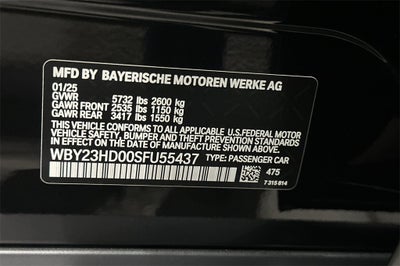 MFD BY BAYERISCHE MOTOREN WERKE AG
01/25
GVWR 5732 lbs 2600 kg
GAWR FRONT 2535 lbs 1150 kg
GAWR REAR 3417 lbs 1550 kg
THIS VEHICLE CONFORMS TO ALL APPLICABLE U.S.FEDERAL MOTOR
VEHICLE SAFETY, BUMPER AND THEFT PREVENTION STANDARDS
IN EFFECT ON THE DATE OF MANUFACTURE SHOWN ABOVE.
WBY23HD00SFU55437 TYPE: PASSENGER CAR
475
7 315 814